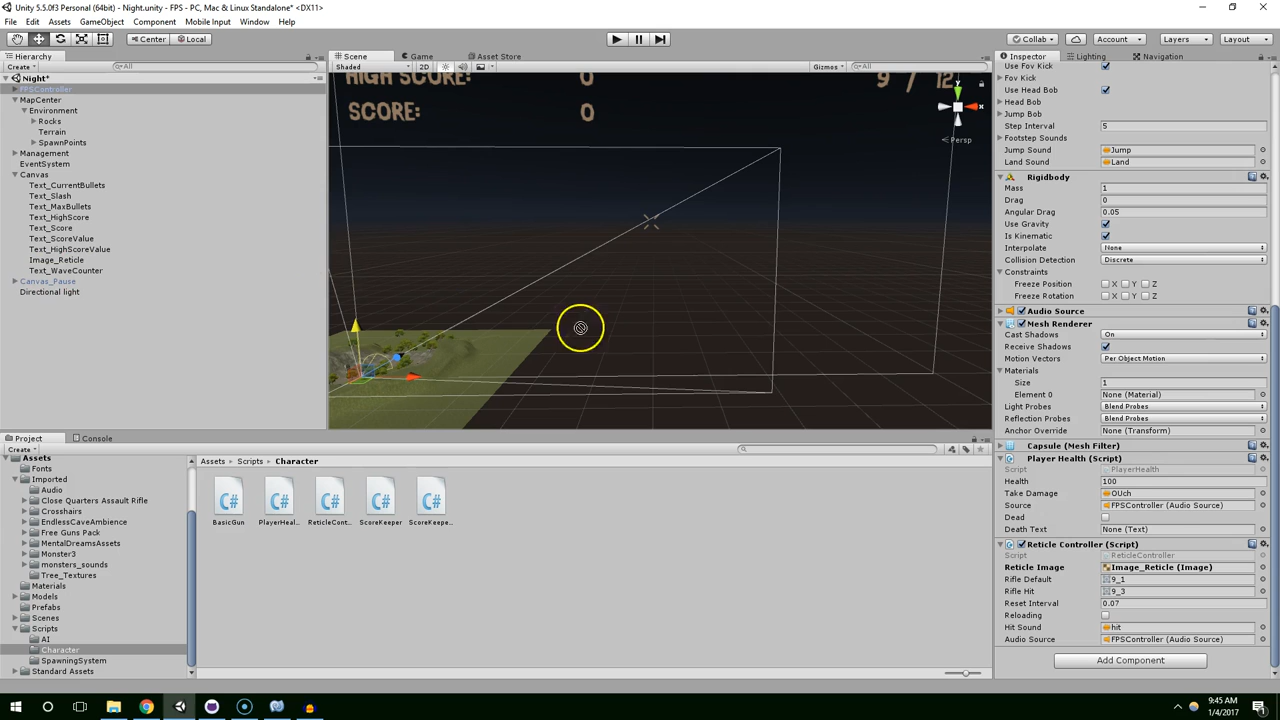 Unity 5.5.0f3 Personal (64bit) - Night.unity - FPS - PC, Mac & Linux Standalone* <DX11>
File Edit Assets GameObject Component Mobile Input Window Help
Center Local Collab Account Layers Layout
Hierarchy Scene Game Asset Store Inspector Lighting Navigation
Create All Shaded 2D Gizmos All
Night*
FPSController
MapCenter
Environment
Rocks
Terrain
SpawnPoints
Management
EventSystem
Canvas
Text_CurrentBullets
Text_Slash
Text_MaxBullets
Text_HighScore
Text_Score
Text_ScoreValue
Text_HighScoreValue
Image_Reticle
Text_WaveCounter
Canvas_Pause
Directional light
HIGH SCORE: 0 9 / 12
SCORE: 0
y
x
Persp
Use Fov Kick
Fov Kick
Use Head Bob
Head Bob
Jump Bob
Step Interval 5
Footstep Sounds
Jump Sound Jump
Land Sound Land
Rigidbody
Mass 1
Drag 0
Angular Drag 0.05
Use Gravity
Is Kinematic
Interpolate None
Collision Detection Discrete
Constraints
Freeze Position X Y Z
Freeze Rotation X Y Z
Audio Source
Mesh Renderer
Cast Shadows On
Receive Shadows
Motion Vectors Per Object Motion
Materials
Size 1
Element 0 None (Material)
Light Probes Blend Probes
Reflection Probes Blend Probes
Anchor Override None (Transform)
Capsule (Mesh Filter)
Player Health (Script)
Script PlayerHealth
Health 100
Take Damage OUch
Source FPSController (Audio Source)
Dead
Death Text None (Text)
Reticle Controller (Script)
Script ReticleController
Reticle Image Image_Reticle (Image)
Rifle Default 9_1
Rifle Hit 9_3
Reset Interval 0.07
Reloading
Hit Sound hit
Audio Source FPSController (Audio Source)
Add Component
Project Console
Create
Assets
Fonts
Imported
Audio
Close Quarters Assault Rifle
Crosshairs
EndlessCaveAmbience
Free Guns Pack
MentalDreamsAssets
Monster3
monsters_sounds
Tree_Textures
Materials
Models
Prefabs
Scenes
Scripts
AI
Character
SpawningSystem
Standard Assets
Assets Scripts Character
BasicGun PlayerHeal... ReticleCont... ScoreKeeper ScoreKeepe...
9:45 AM
1/4/2017